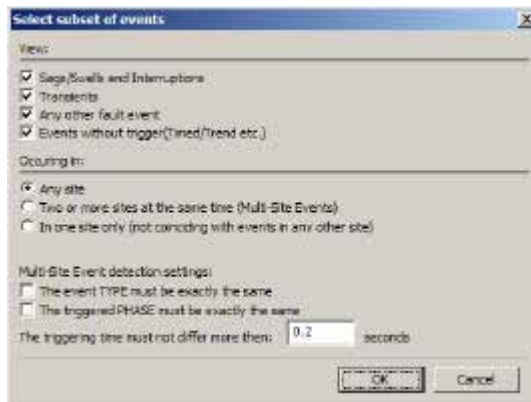 Select subset of events
View:
Sags/Swells and Interruptions
Transients
Any other fault event
Events without trigger(Timed/Trend etc.)
Occuring in:
Any site
Two or more sites at the same time (Multi-Site Events)
In one site only (not coinciding with events in any other site)
Multi-Site Event detection settings:
The event TYPE must be exactly the same
The triggered PHASE must be exactly the same
The triggering time must not differ more then: 0.2 seconds
OK Cancel